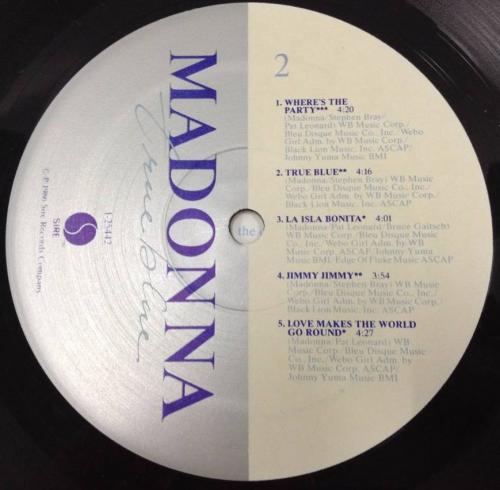 MADONNA
true blue
1-25442
SIRE™
© ℗ 1986 Sire Records Company
2
1. WHERE'S THE
PARTY*** 4:20
(Madonna/Stephen Bray/
Pat Leonard) WB Music Corp./
Bleu Disque Music Co., Inc./Webo
Girl Adm. by WB Music Corp./
Black Lion Music, Inc. ASCAP/
Johnny Yuma Music BMI
2. TRUE BLUE** 4:16
(Madonna/Stephen Bray) WB Music
Corp./Bleu Disque Music Co., Inc./
Webo Girl Adm. by WB Music Corp./
Black Lion Music, Inc. ASCAP
3. LA ISLA BONITA* 4:01
(Madonna/Pat Leonard/Bruce Gaitsch)
WB Music Corp./Bleu Disque Music
Co., Inc./Webo Girl Adm. by WB
Music Corp. ASCAP/Johnny Yuma
Music BMI/Edge Of Fluke Music ASCAP
4. JIMMY JIMMY** 3:54
(Madonna/Stephen Bray) WB Music
Corp./Bleu Disque Music Co., Inc./
Webo Girl Adm. by WB Music Corp./
Black Lion Music, Inc. ASCAP
5. LOVE MAKES THE WORLD
GO ROUND* 4:27
(Madonna/Pat Leonard) WB
Music Corp./Bleu Disque Music
Co., Inc./Webo Girl Adm. by
WB Music Corp. ASCAP/
Johnny Yuma Music BMI